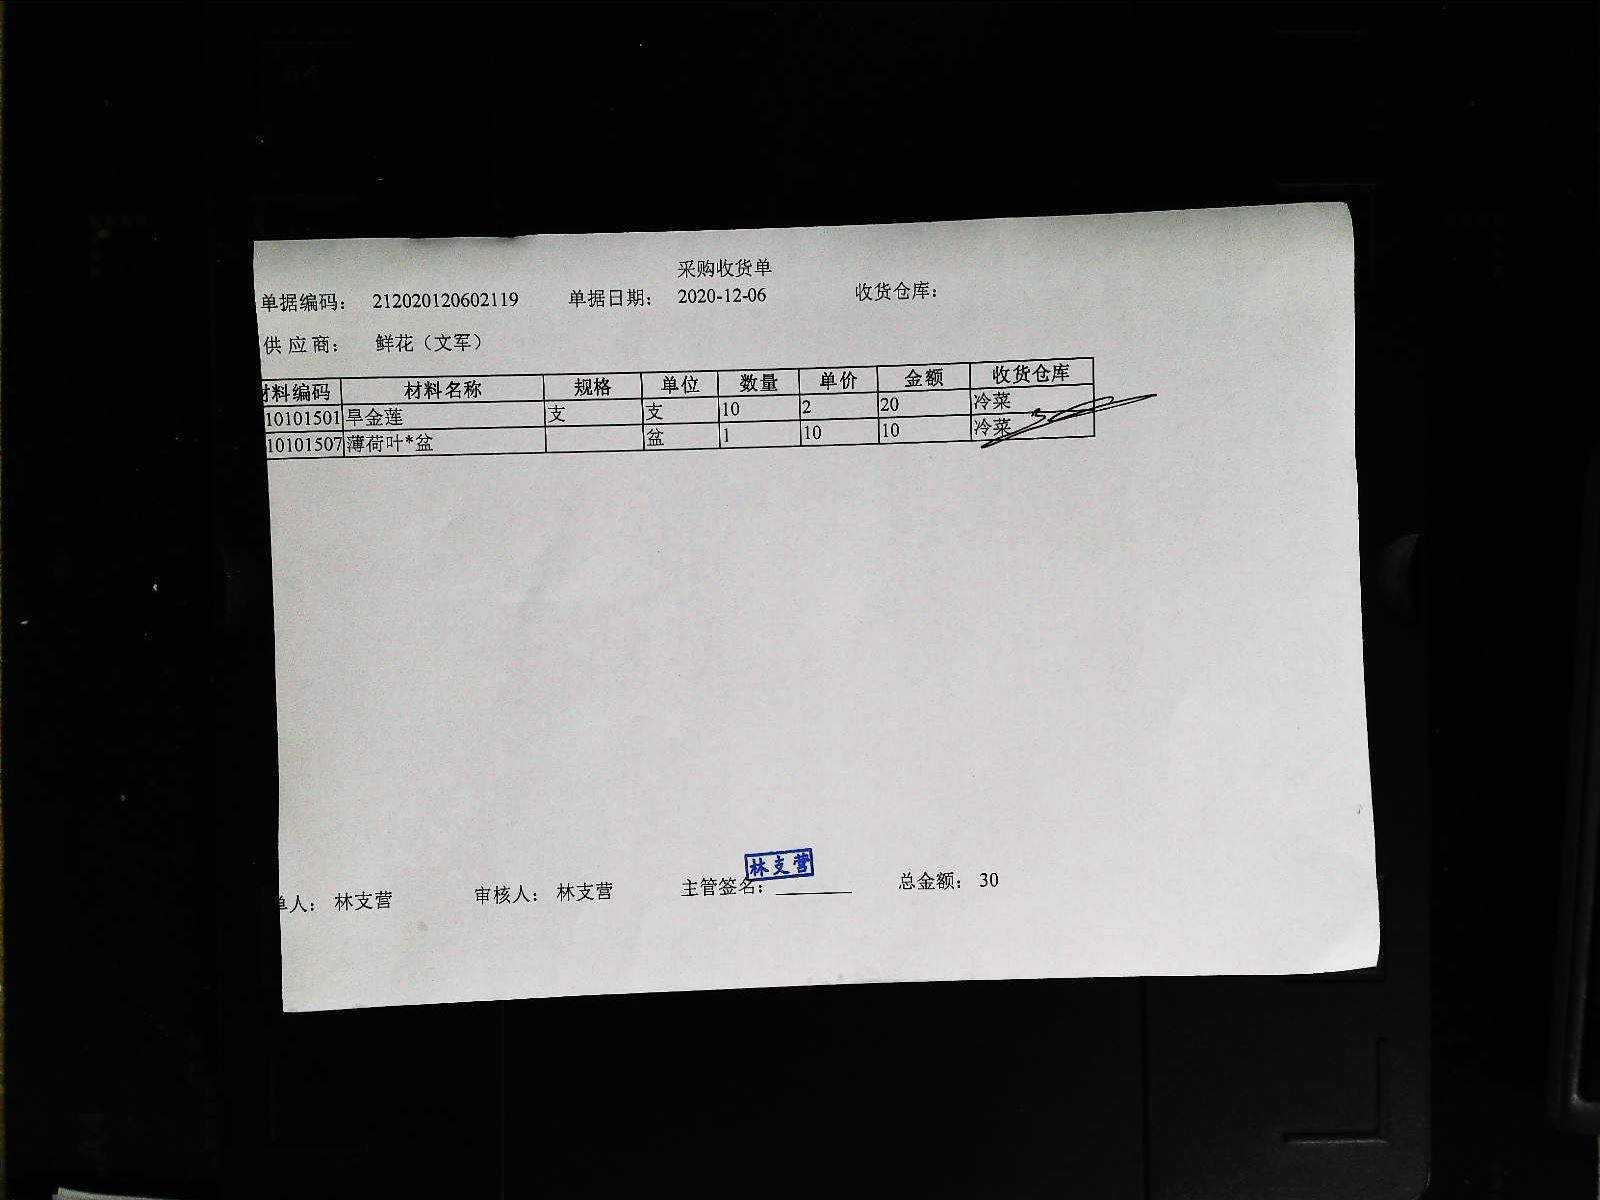 采购收货单
单据编码： 212020120602119 单据日期： 2020-12-06 收货仓库：
供应商： 鲜花（文军）
材料编码 材料名称 规格 单位 数量 单价 金额 收货仓库
10101501 旱金莲 支 支 10 2 20 冷菜
10101507 薄荷叶*盆 盆 1 10 10 冷菜
林支营
单人： 林支营 审核人： 林支营 主管签名： 总金额： 30